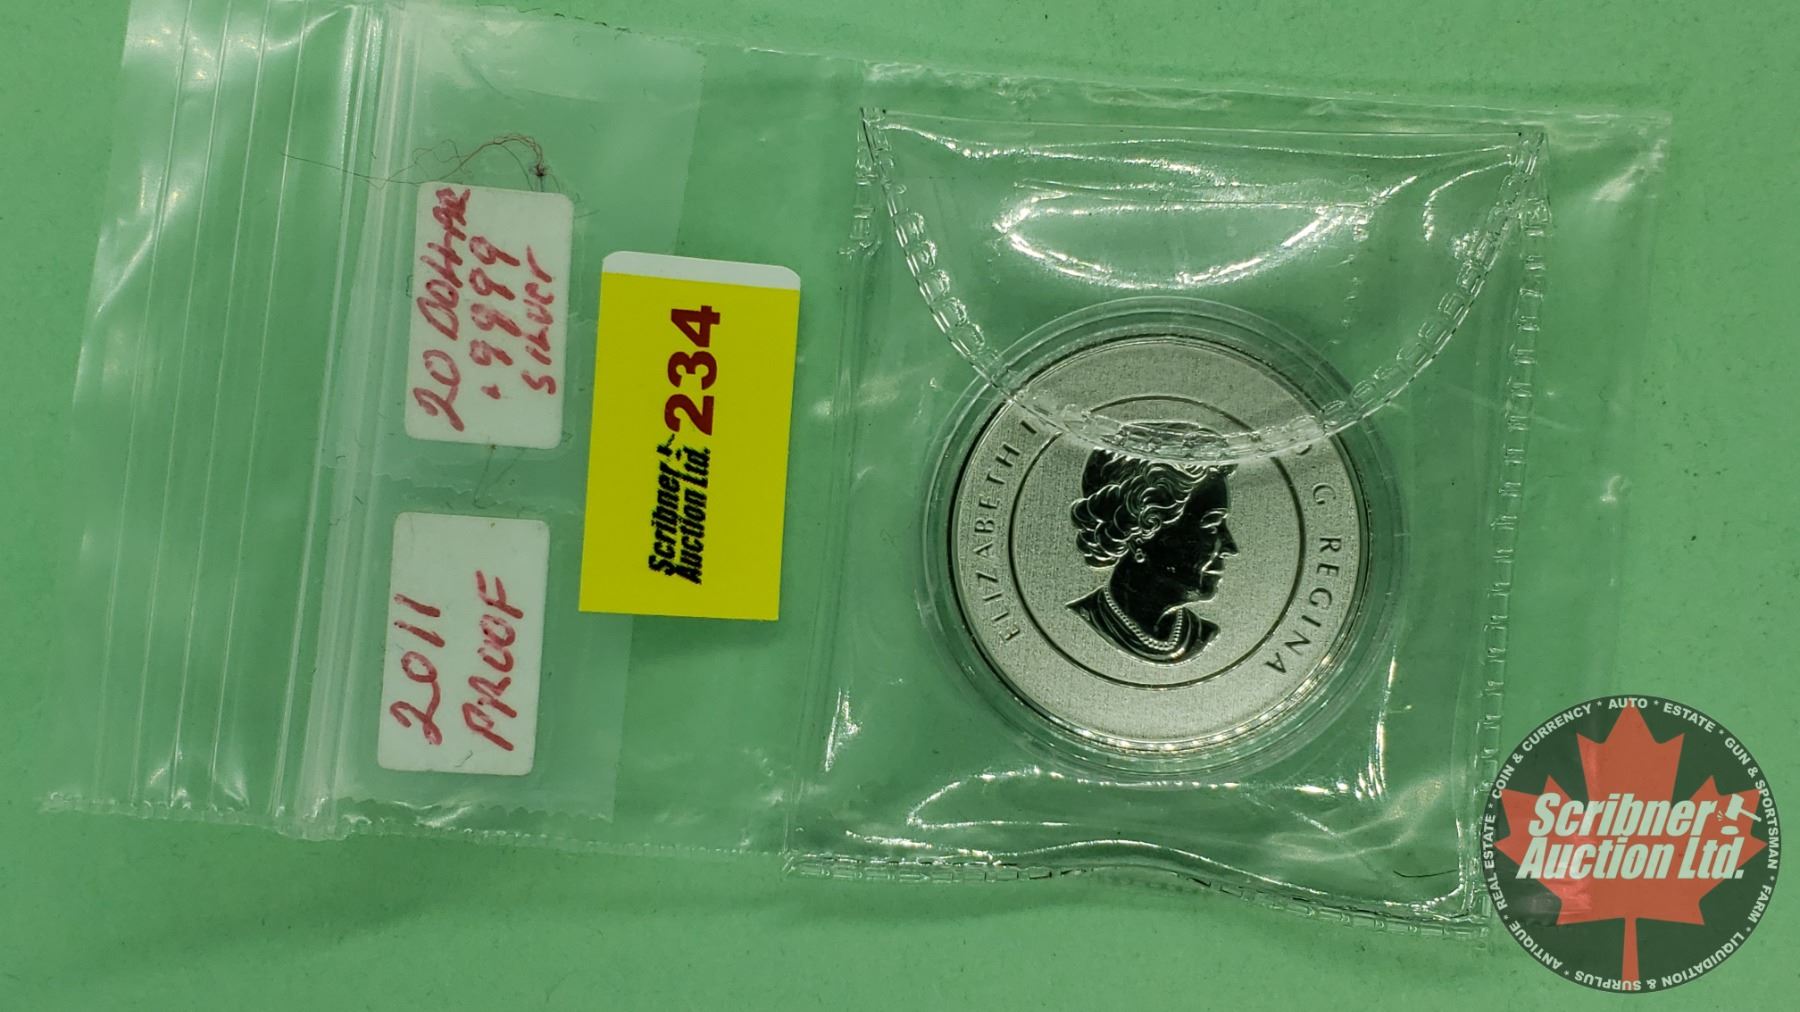 20 DOLLAR
.9999
SILVER
2011
PROOF
234
Scribner
Auction Ltd.
ELIZABETH I D·G·REGINA
REAL ESTATE * COIN & CURRENCY * AUTO * ESTATE * GUN & SPORTSMAN * FARM * LIQUIDATION & SURPLUS * ANTIQUE *
Scribner
Auction Ltd.